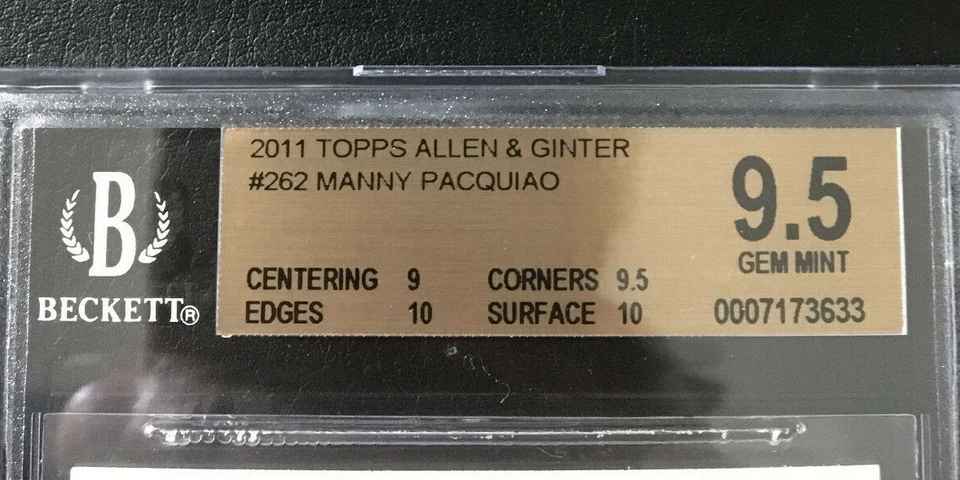 B
BECKETT®
2011 TOPPS ALLEN & GINTER
#262 MANNY PACQUIAO
CENTERING 9 CORNERS 9.5
EDGES 10 SURFACE 10
9.5
GEM MINT
0007173633